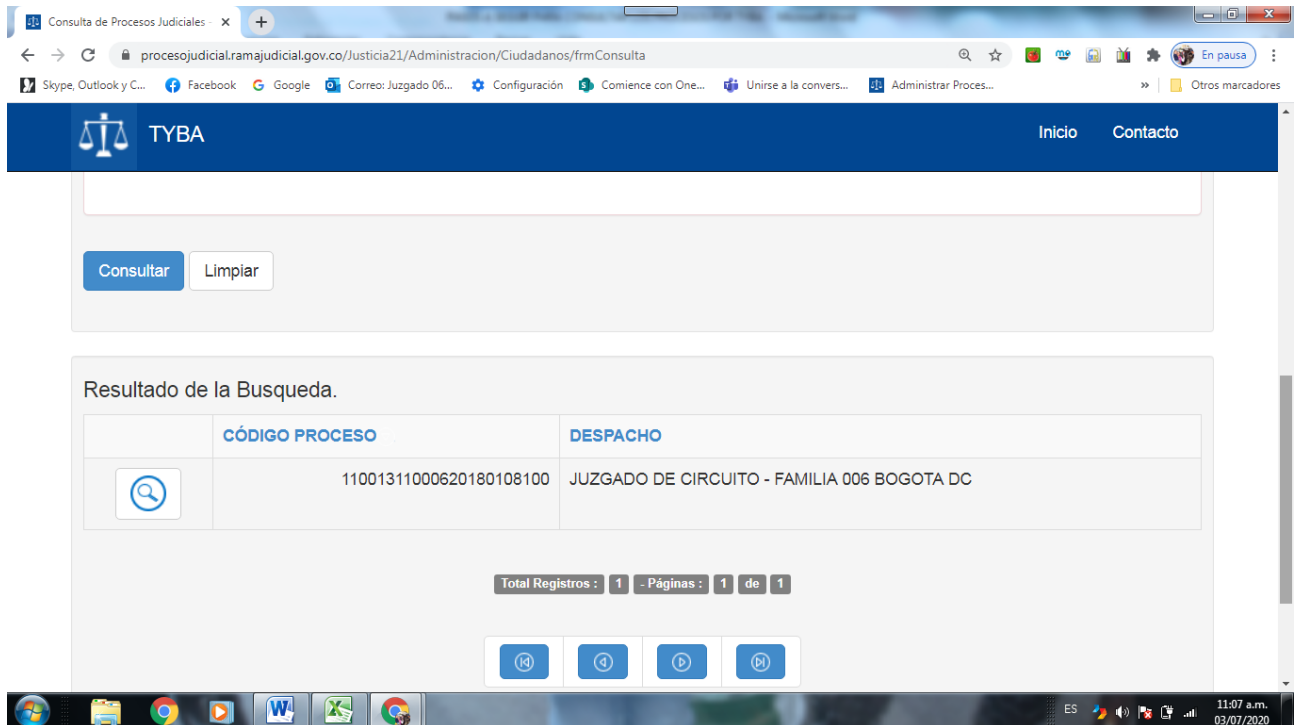 Consulta de Procesos Judiciales -
procesojudicial.ramajudicial.gov.co/Justicia21/Administracion/Ciudadanos/frmConsulta
En pausa
Skype, Outlook y C...
Facebook
Google
Correo: Juzgado 06...
Configuración
Comience con One...
Unirse a la convers...
Administrar Proces...
»
Otros marcadores
TYBA
Inicio
Contacto
Consultar
Limpiar
Resultado de la Busqueda.
CÓDIGO PROCESO
DESPACHO
11001311000620180108100
JUZGADO DE CIRCUITO - FAMILIA 006 BOGOTA DC
Total Registros : 1 - Páginas : 1 de 1
ES
11:07 a.m.
03/07/2020